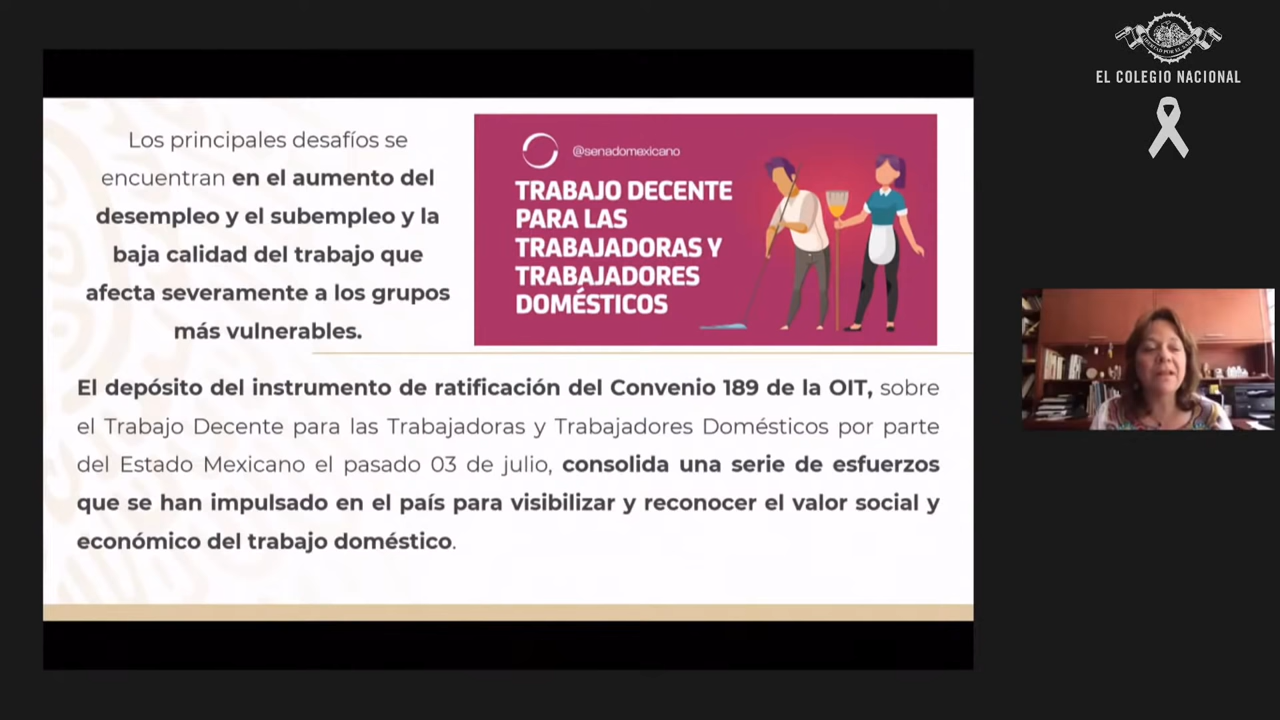 LIBERTAD POR EL SABER
EL COLEGIO NACIONAL
Los principales desafíos se
encuentran en el aumento del
desempleo y el subempleo y la
baja calidad del trabajo que
afecta severamente a los grupos
más vulnerables.
@senadomexicano
TRABAJO DECENTE
PARA LAS
TRABAJADORAS Y
TRABAJADORES
DOMÉSTICOS
El depósito del instrumento de ratificación del Convenio 189 de la OIT, sobre
el Trabajo Decente para las Trabajadoras y Trabajadores Domésticos por parte
del Estado Mexicano el pasado 03 de julio, consolida una serie de esfuerzos
que se han impulsado en el país para visibilizar y reconocer el valor social y
económico del trabajo doméstico.